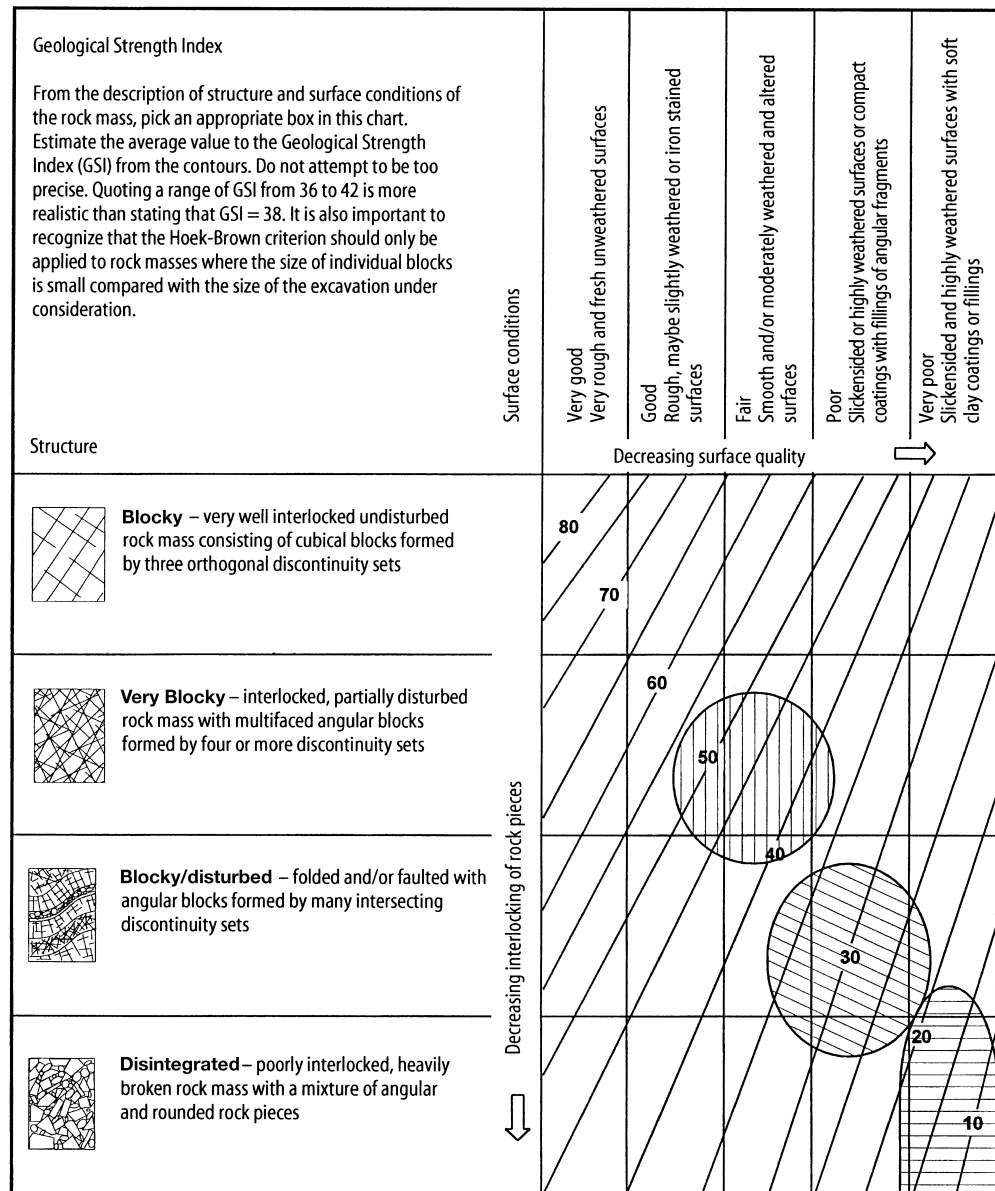 Geological Strength Index
From the description of structure and surface conditions of
the rock mass, pick an appropriate box in this chart.
Estimate the average value to the Geological Strength
Index (GSI) from the contours. Do not attempt to be too
precise. Quoting a range of GSI from 36 to 42 is more
realistic than stating that GSI = 38. It is also important to
recognize that the Hoek-Brown criterion should only be
applied to rock masses where the size of individual blocks
is small compared with the size of the excavation under
consideration.
Structure
Surface conditions
Very good
Very rough and fresh unweathered surfaces
Good
Rough, maybe slightly weathered or iron stained
surfaces
Fair
Smooth and/or moderately weathered and altered
surfaces
Poor
Slickensided or highly weathered surfaces or compact
coatings with fillings of angular fragments
Very poor
Slickensided and highly weathered surfaces with soft
clay coatings or fillings
Decreasing surface quality
Blocky – very well interlocked undisturbed
rock mass consisting of cubical blocks formed
by three orthogonal discontinuity sets
Very Blocky – interlocked, partially disturbed
rock mass with multifaced angular blocks
formed by four or more discontinuity sets
Blocky/disturbed – folded and/or faulted with
angular blocks formed by many intersecting
discontinuity sets
Disintegrated – poorly interlocked, heavily
broken rock mass with a mixture of angular
and rounded rock pieces
Decreasing interlocking of rock pieces
80
70
60
50
40
30
20
10